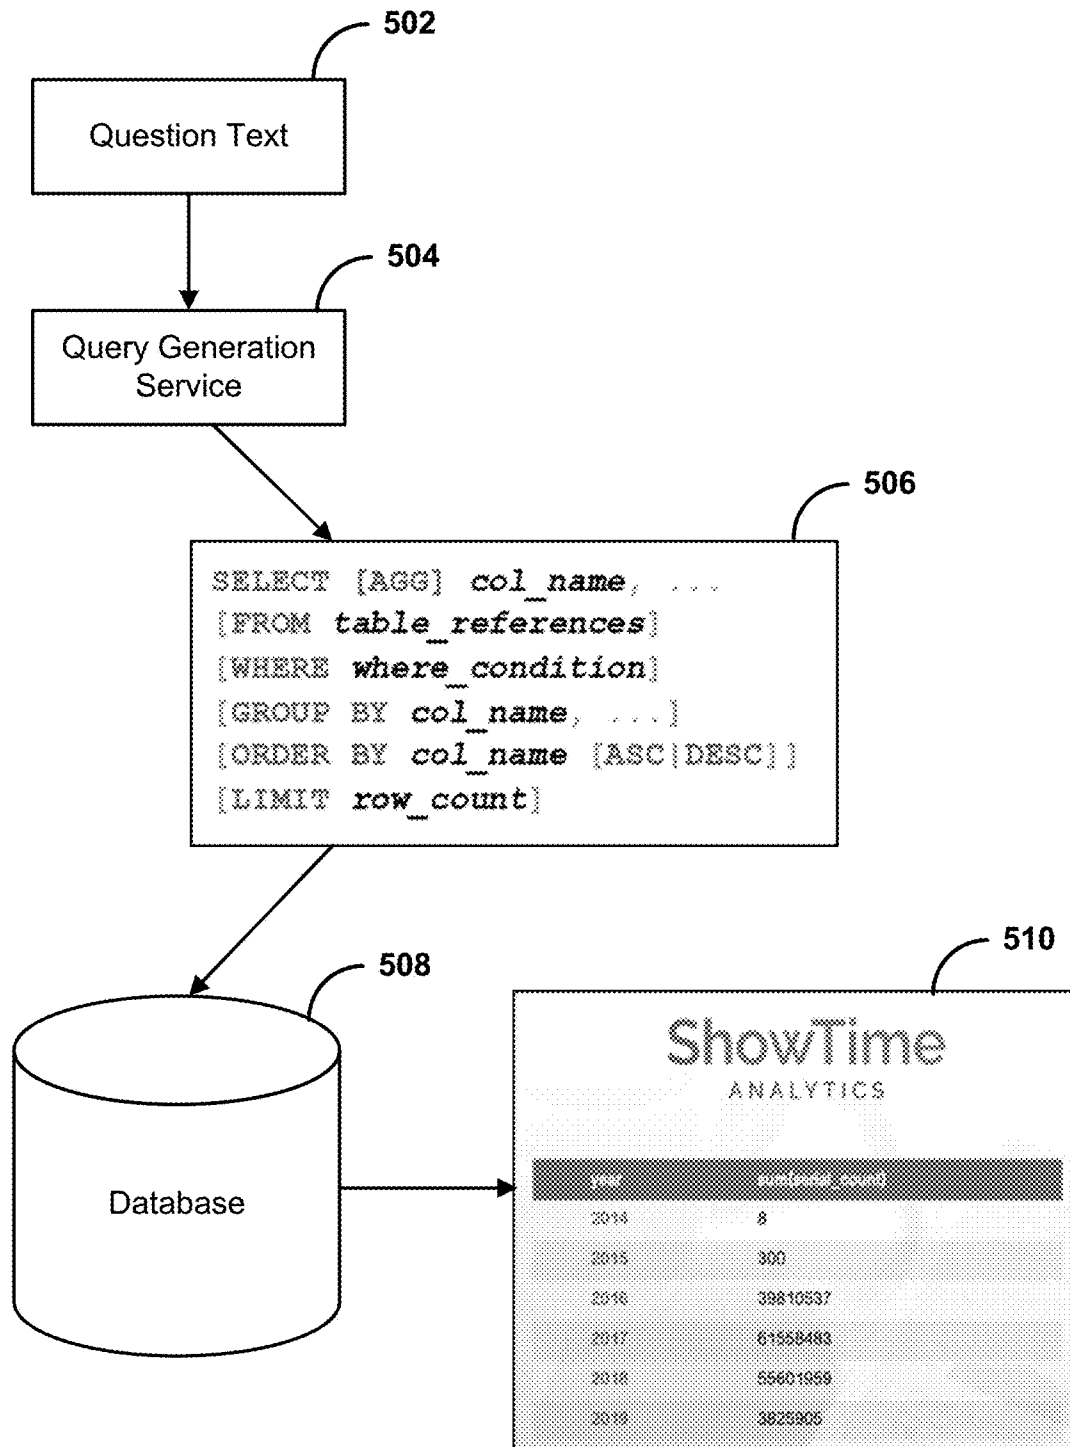 502
Question Text
504
Query Generation
Service
506
SELECT [AGG] col_name, ...
[FROM table_references]
[WHERE where_condition]
[GROUP BY col_name, ...]
[ORDER BY col_name [ASC|DESC]]
[LIMIT row_count]
508
Database
510
ShowTime
ANALYTICS
year
2014 8
2015 300
2016 39810537
2017 61558483
2018 55601959
2019 3825905